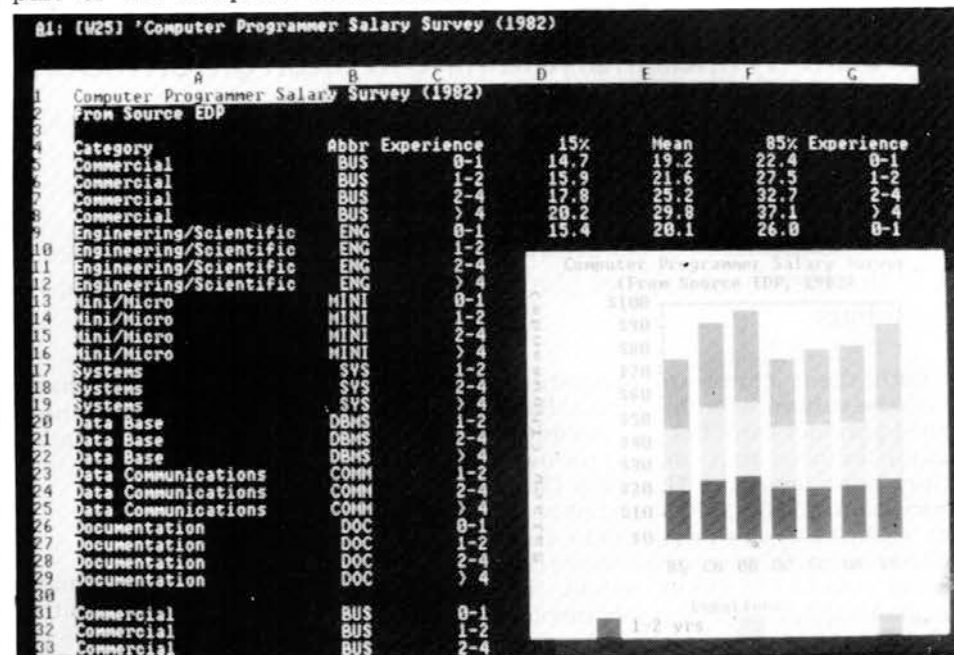 A1: [W25] 'Computer Programmer Salary Survey (1982)
A B C D E F G
1 Computer Programmer Salary Survey (1982)
2 From Source EDP
3
4 Category Abbr Experience 15% Mean 85% Experience
5 Commercial BUS 0-1 14.7 19.2 22.4 0-1
6 Commercial BUS 1-2 15.9 21.6 27.5 1-2
7 Commercial BUS 2-4 17.8 25.2 32.7 2-4
8 Commercial BUS > 4 20.2 29.8 37.1 > 4
9 Engineering/Scientific ENG 0-1 15.4 20.1 26.0 0-1
10 Engineering/Scientific ENG 1-2
11 Engineering/Scientific ENG 2-4
12 Engineering/Scientific ENG > 4
13 Mini/Micro MINI 0-1
14 Mini/Micro MINI 1-2
15 Mini/Micro MINI 2-4
16 Mini/Micro MINI > 4
17 Systems SYS 1-2
18 Systems SYS 2-4
19 Systems SYS > 4
20 Data Base DBMS 1-2
21 Data Base DBMS 2-4
22 Data Base DBMS > 4
23 Data Communications COMM 1-2
24 Data Communications COMM 2-4
25 Data Communications COMM > 4
26 Documentation DOC 0-1
27 Documentation DOC 1-2
28 Documentation DOC 2-4
29 Documentation DOC > 4
30
31 Commercial BUS 0-1
32 Commercial BUS 1-2
33 Commercial BUS 2-4
Computer Programmer Salary Survey
(From Source EDP, 1982)
$100
$90
$80
$70
$60
$50
$40
$30
$20
$10
$0
Salary (Thousands)
1-2 yrs